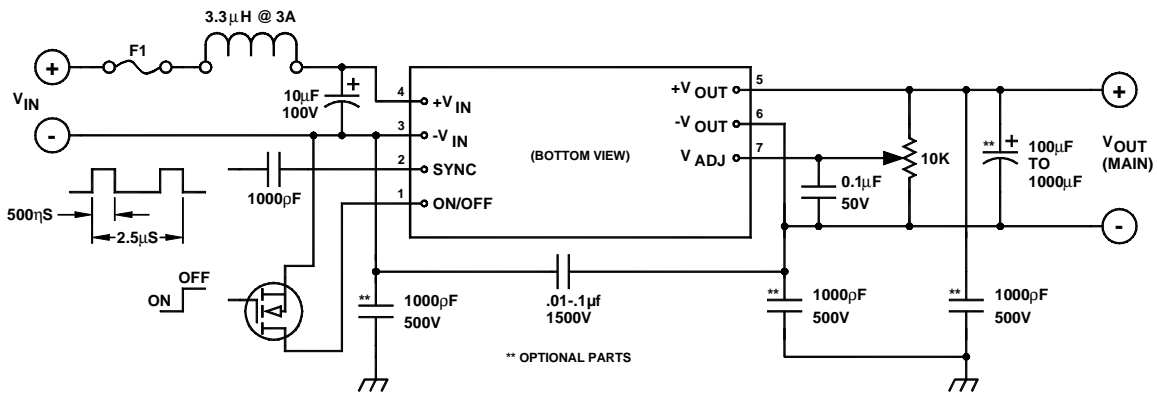 3.3μH @ 3A
F1
+
V IN
-
10μF
100V
+
4
+V IN
3
-V IN
2
SYNC
1
ON/OFF
(BOTTOM VIEW)
+V OUT
5
-V OUT
6
V ADJ
7
10K
0.1μF
50V
**
+
100μF
TO
1000μF
+
V OUT
(MAIN)
-
1000ρF
500ηS
2.5μS
OFF
ON
**
1000ρF
500V
.01-.1μf
1500V
**
1000ρF
500V
**
1000ρF
500V
** OPTIONAL PARTS